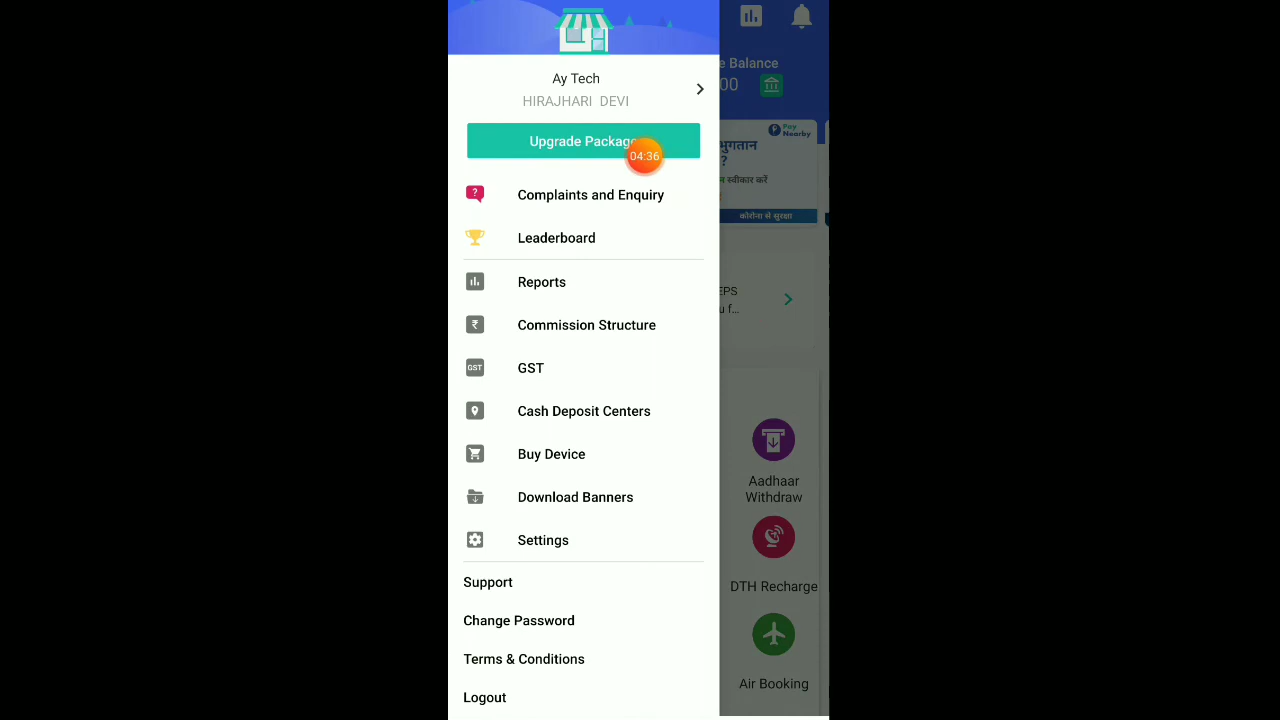 Ay Tech
HIRAJHARI DEVI
Upgrade Package
04:36
?
Complaints and Enquiry
Leaderboard
Reports
₹
Commission Structure
GST
GST
Cash Deposit Centers
Buy Device
Download Banners
Settings
Support
Change Password
Terms & Conditions
Logout
e Balance
00
Pay
Nearby
भुगतान
?
स्वीकार करें
कोरोना से सुरक्षा
EPS
u f...
Aadhaar
Withdraw
DTH Recharge
Air Booking